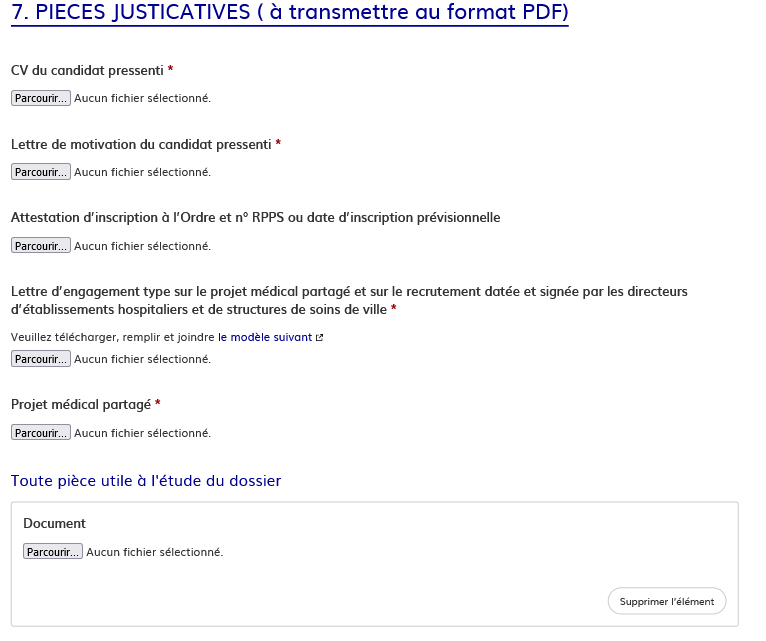 7. PIECES JUSTICATIVES ( à transmettre au format PDF)
CV du candidat pressenti *
Parcourir... Aucun fichier sélectionné.
Lettre de motivation du candidat pressenti *
Parcourir... Aucun fichier sélectionné.
Attestation d’inscription à l’Ordre et n° RPPS ou date d’inscription prévisionnelle
Parcourir... Aucun fichier sélectionné.
Lettre d’engagement type sur le projet médical partagé et sur le recrutement datée et signée par les directeurs
d’établissements hospitaliers et de structures de soins de ville *
Veuillez télécharger, remplir et joindre le modèle suivant
Parcourir... Aucun fichier sélectionné.
Projet médical partagé *
Parcourir... Aucun fichier sélectionné.
Toute pièce utile à l'étude du dossier
Document
Parcourir... Aucun fichier sélectionné.
Supprimer l’élément